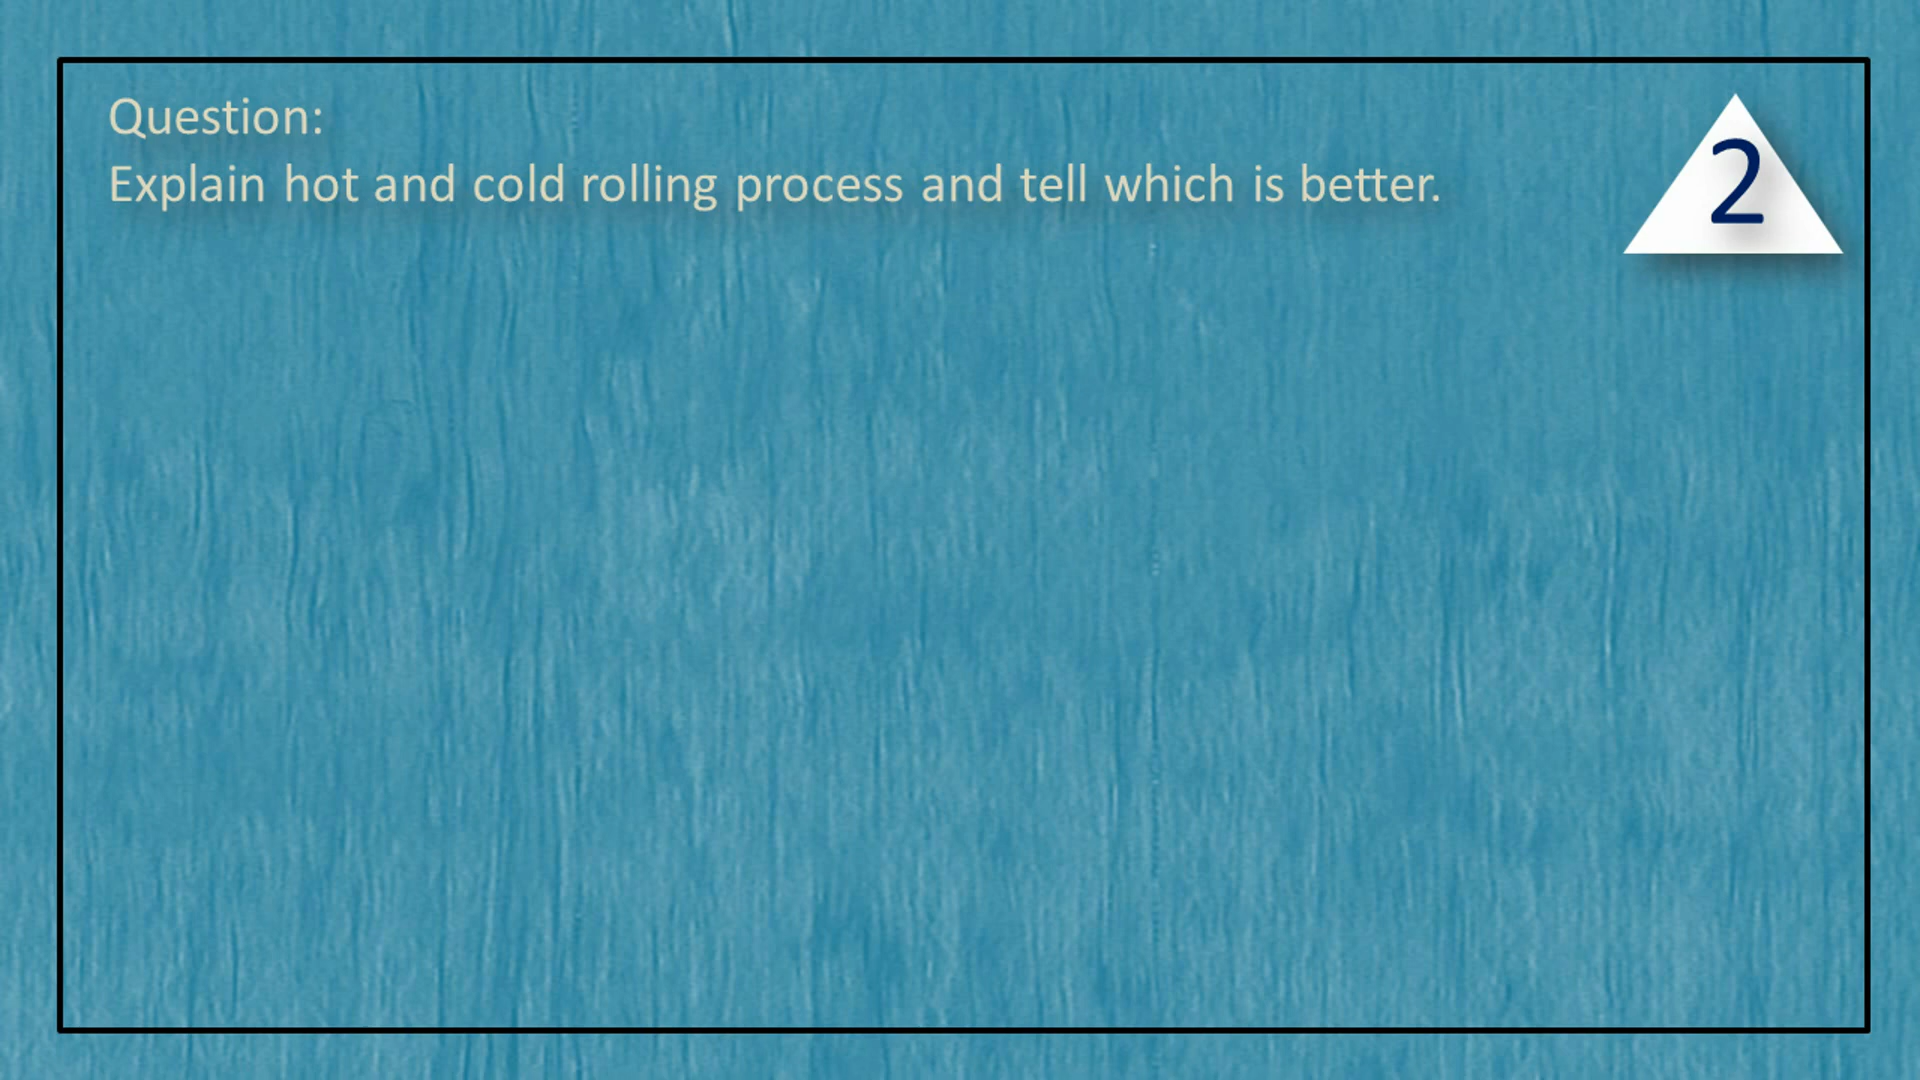 Question:
Explain hot and cold rolling process and tell which is better.
2